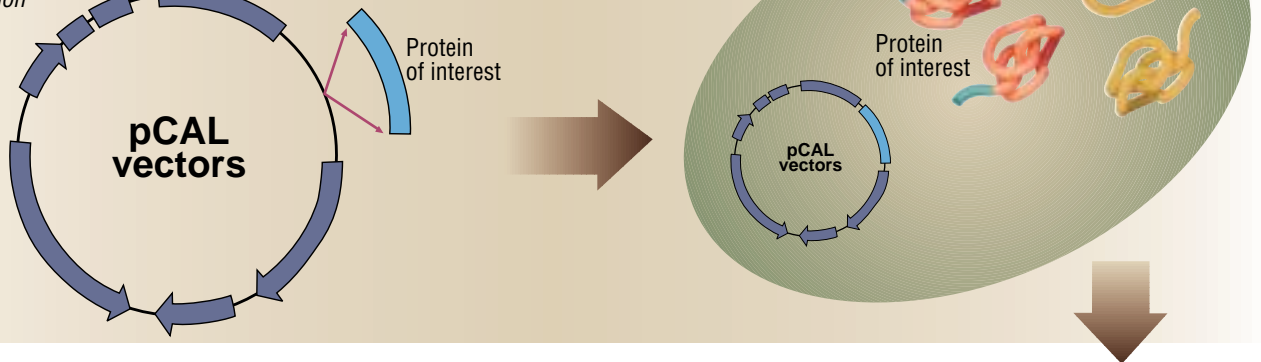 Protein
of interest
pCAL
vectors
Protein
of interest
pCAL
vectors